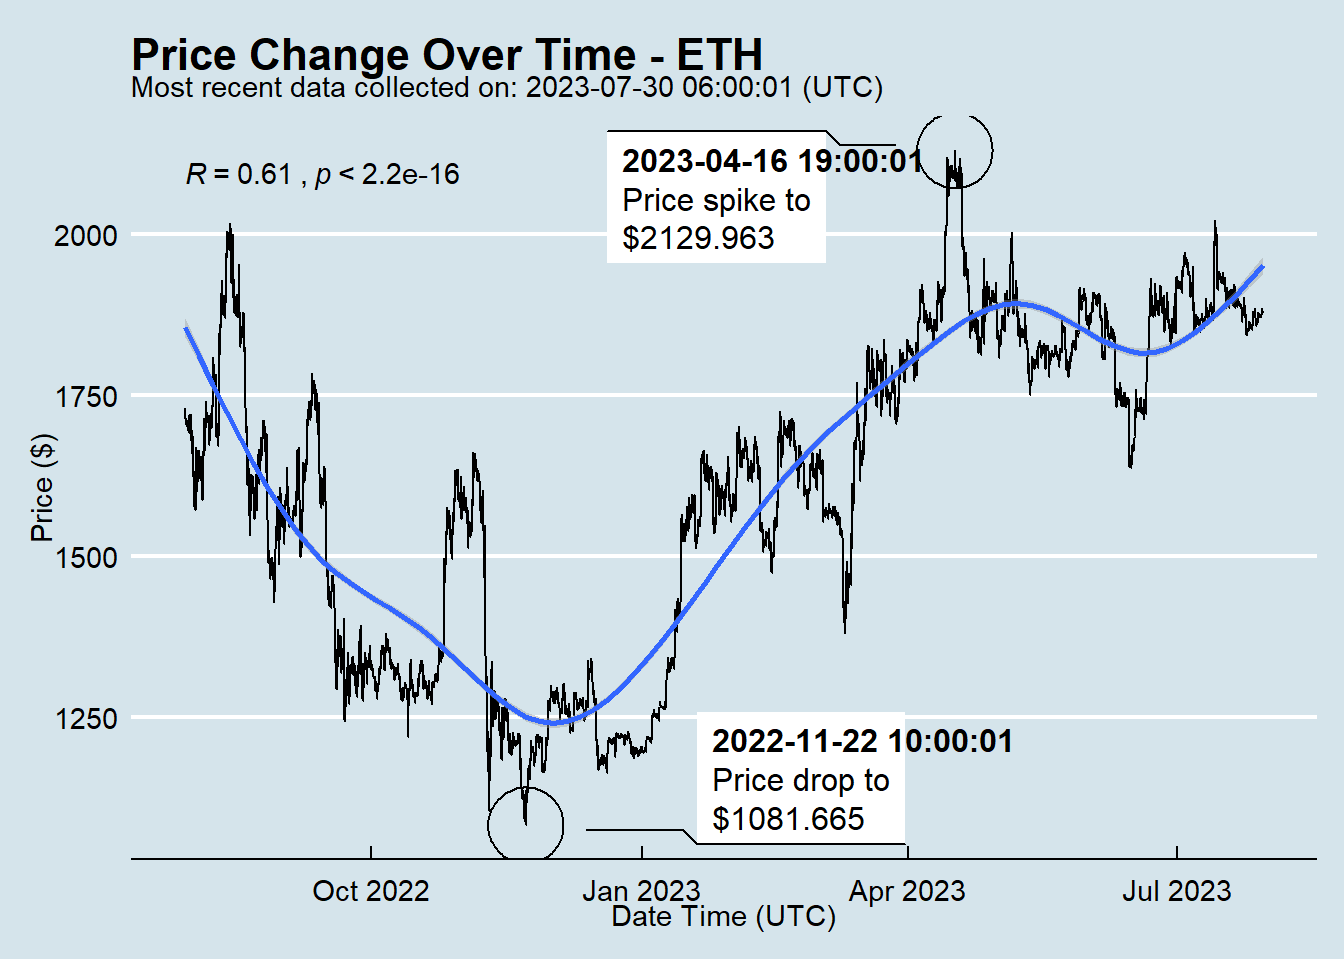 Price Change Over Time - ETH
Most recent data collected on: 2023-07-30 06:00:01 (UTC)
R = 0.61 , p < 2.2e-16
2023-04-16 19:00:01
Price spike to
$2129.963
2000
1750
1500
1250
Price ($)
2022-11-22 10:00:01
Price drop to
$1081.665
Oct 2022
Jan 2023
Apr 2023
Jul 2023
Date Time (UTC)